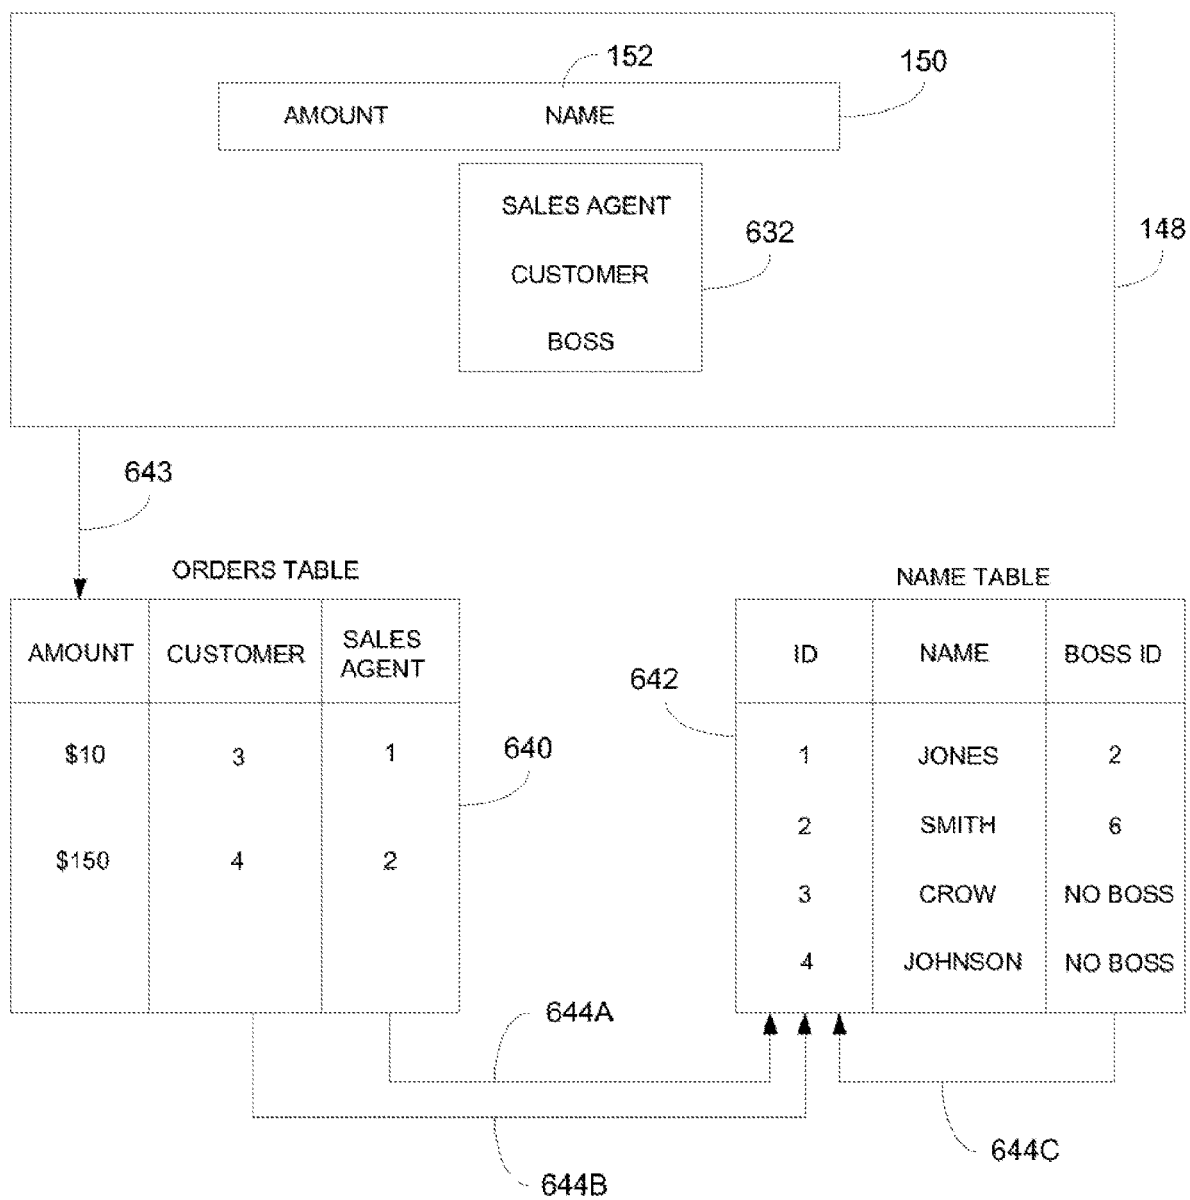 152
150
AMOUNT NAME
SALES AGENT
632
148
CUSTOMER
BOSS
643
ORDERS TABLE
AMOUNT CUSTOMER SALES AGENT
$10 3 1
$150 4 2
640
NAME TABLE
642
ID NAME BOSS ID
1 JONES 2
2 SMITH 6
3 CROW NO BOSS
4 JOHNSON NO BOSS
644A
644B
644C